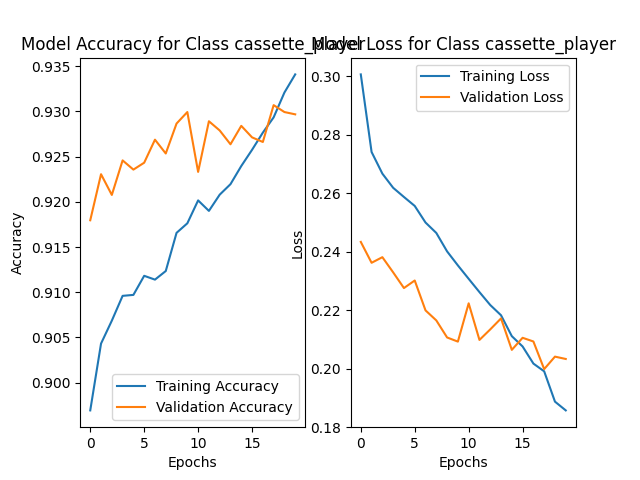 Model Accuracy for Class cassette_player
Model Loss for Class cassette_player
0.935
0.930
0.925
0.920
0.915
0.910
0.905
0.900
Accuracy
0
5
10
15
Epochs
Training Accuracy
Validation Accuracy
0.30
0.28
0.26
0.24
0.22
0.20
0.18
Loss
0
5
10
15
Epochs
Training Loss
Validation Loss